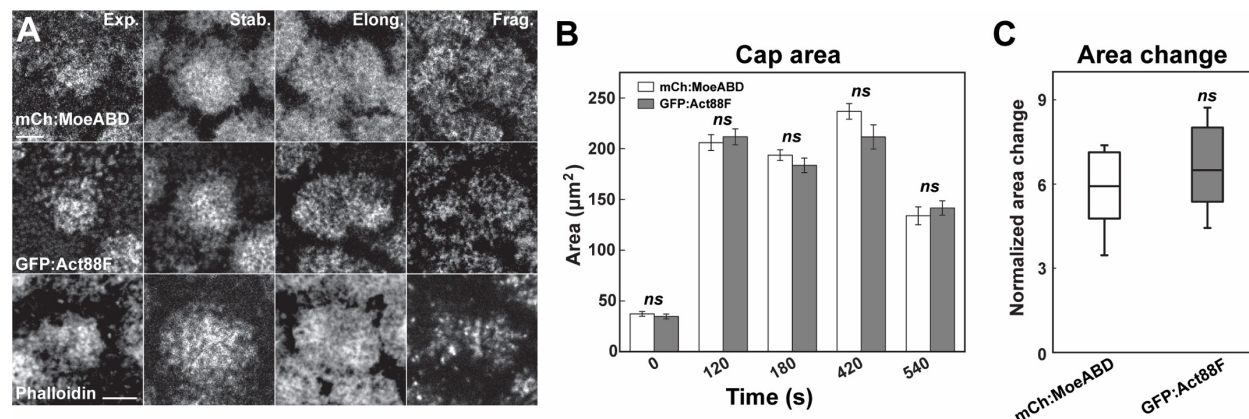 A
Exp.
Stab.
Elong.
Frag.
mCh:MoeABD
GFP:Act88F
Phalloidin
B
Cap area
mCh:MoeABD
GFP:Act88F
Area (µm²)
250
200
150
100
50
0
ns
ns
ns
ns
ns
0
120
180
420
540
Time (s)
C
Area change
Normalized area change
9
6
3
0
ns
mCh:MoeABD
GFP:Act88F